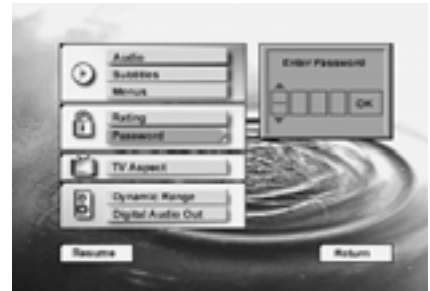 Audio
Subtitles
Menus
Rating
Password
TV Aspect
Dynamic Range
Digital Audio Out
Enter Password
OK
Resume
Return